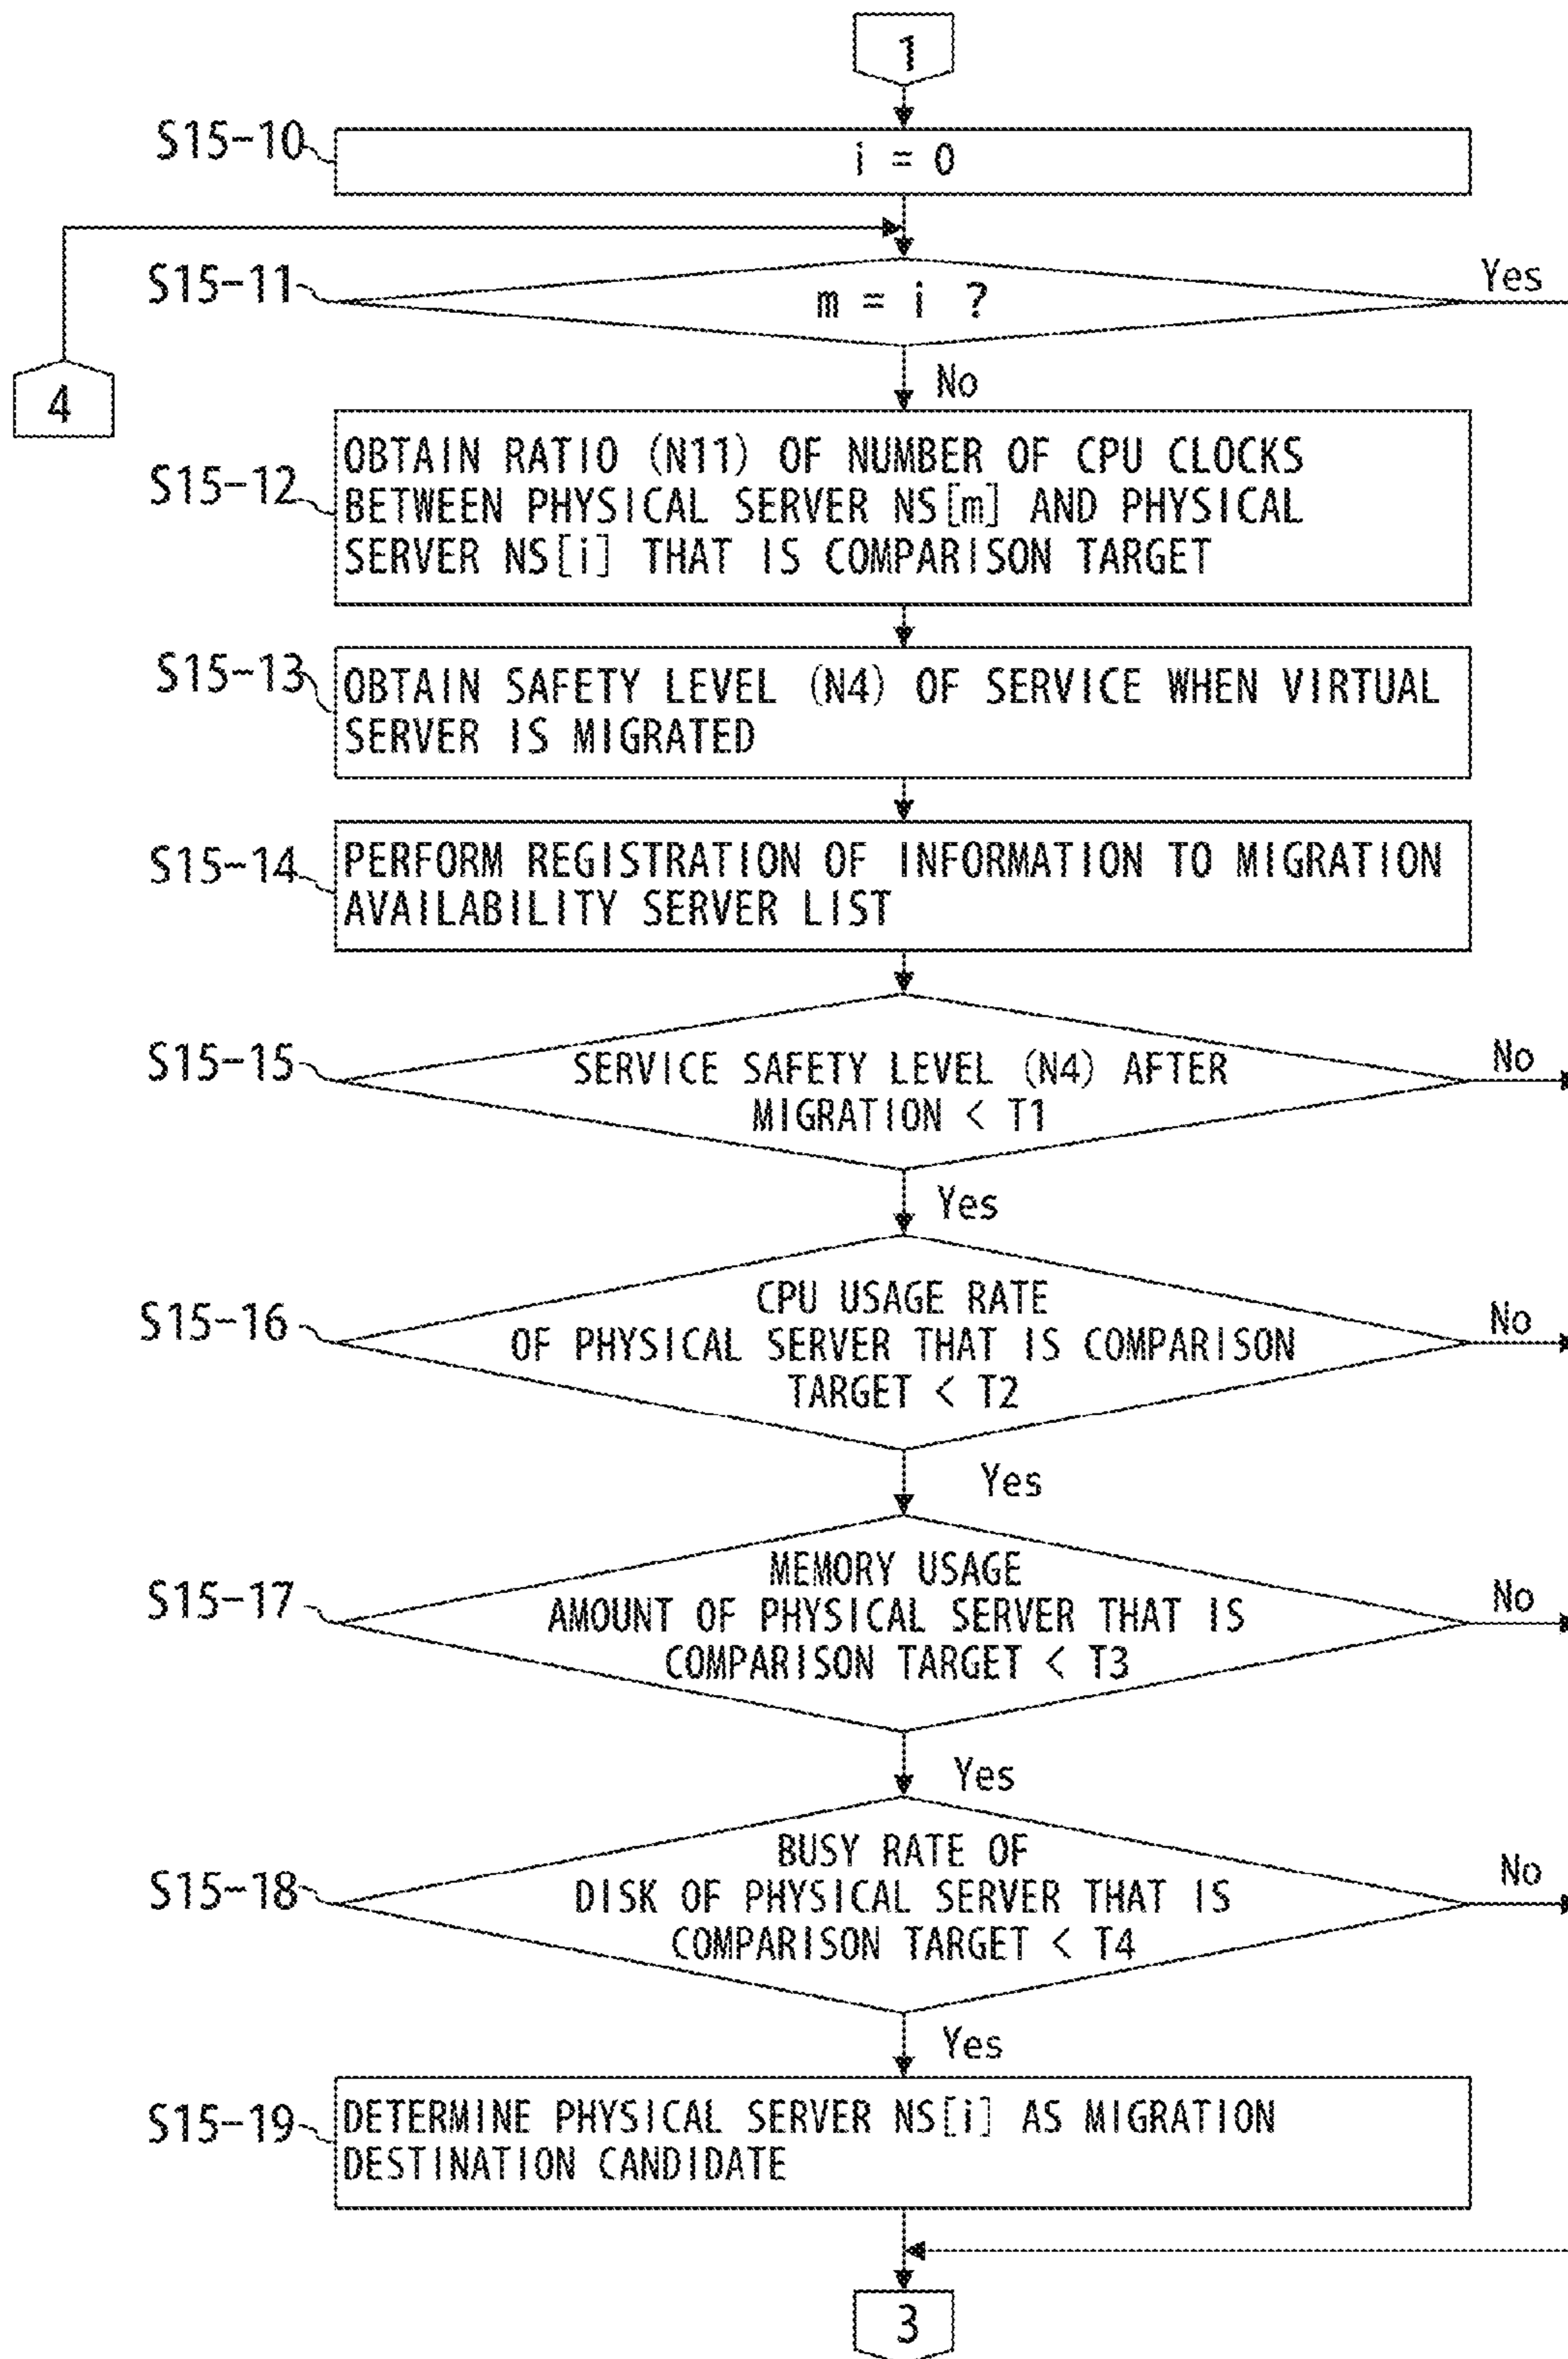 1
S15-10
i = 0
S15-11
m = i ?
Yes
No
4
S15-12
OBTAIN RATIO (N11) OF NUMBER OF CPU CLOCKS
BETWEEN PHYSICAL SERVER NS[m] AND PHYSICAL
SERVER NS[i] THAT IS COMPARISON TARGET
S15-13
OBTAIN SAFETY LEVEL (N4) OF SERVICE WHEN VIRTUAL
SERVER IS MIGRATED
S15-14
PERFORM REGISTRATION OF INFORMATION TO MIGRATION
AVAILABILITY SERVER LIST
S15-15
SERVICE SAFETY LEVEL (N4) AFTER
MIGRATION < T1
No
Yes
S15-16
CPU USAGE RATE
OF PHYSICAL SERVER THAT IS COMPARISON
TARGET < T2
No
Yes
S15-17
MEMORY USAGE
AMOUNT OF PHYSICAL SERVER THAT IS
COMPARISON TARGET < T3
No
Yes
S15-18
BUSY RATE OF
DISK OF PHYSICAL SERVER THAT IS
COMPARISON TARGET < T4
No
Yes
S15-19
DETERMINE PHYSICAL SERVER NS[i] AS MIGRATION
DESTINATION CANDIDATE
3